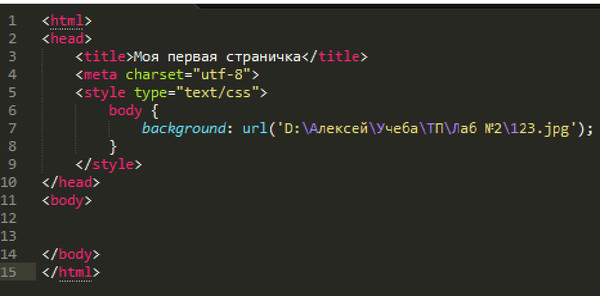 1 <html>
2 <head>
3 <title>Моя первая страничка</title>
4 <meta charset="utf-8">
5 <style type="text/css">
6 body {
7 background: url('D:\Алексей\Учеба\ТП\Лаб №2\123.jpg');
8 }
9 </style>
10 </head>
11 <body>
12
13
14 </body>
15 </html>